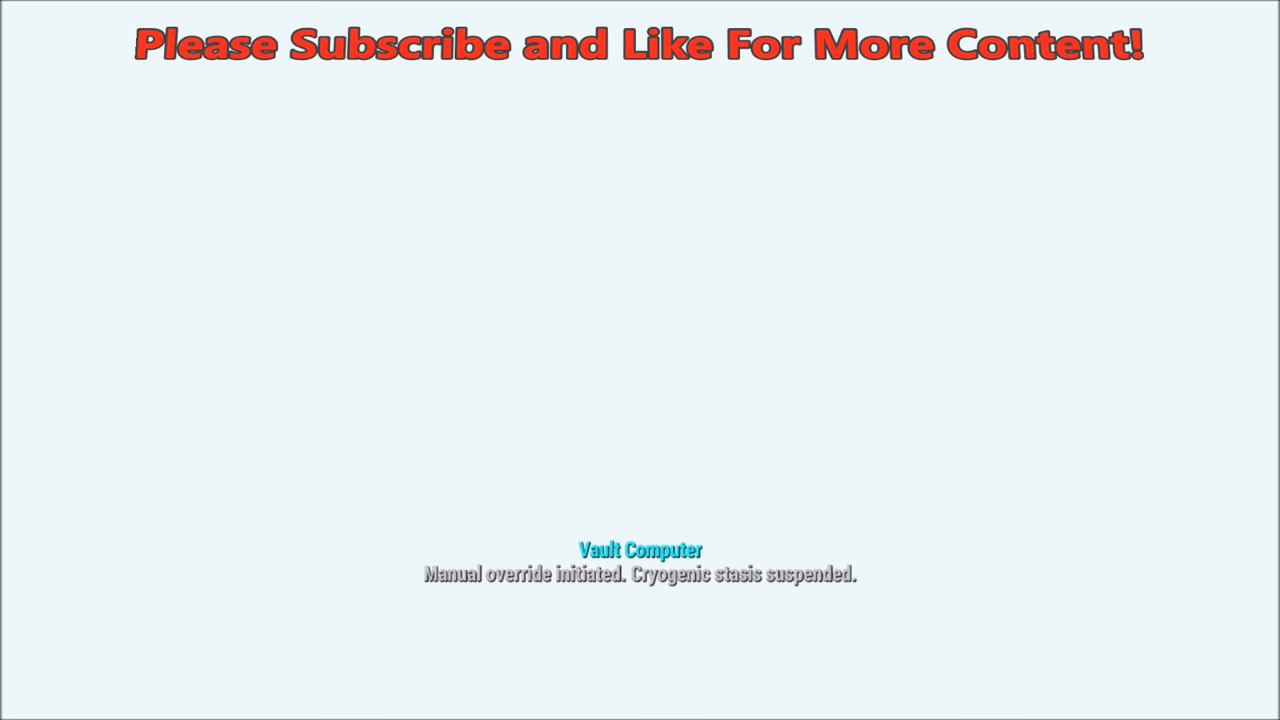 Please Subscribe and Like For More Content!
Vault Computer
Manual override initiated. Cryogenic stasis suspended.